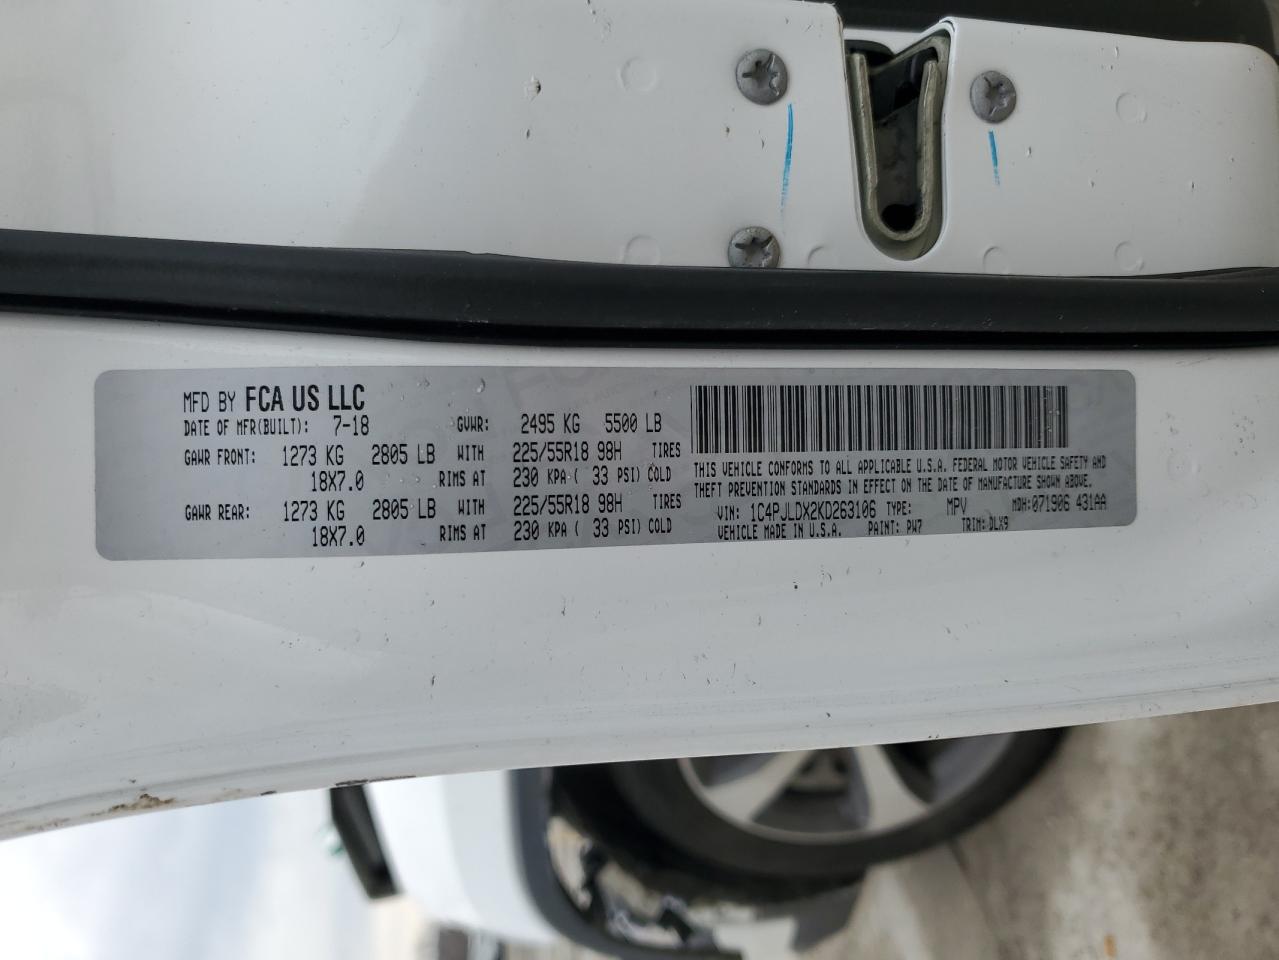 MFD BY FCA US LLC
DATE OF MFR(BUILT): 7-18 GVWR: 2495 KG 5500 LB
GAWR FRONT: 1273 KG 2805 LB WITH 225/55R18 98H TIRES
18X7.0 RIMS AT 230 KPA ( 33 PSI) COLD
GAWR REAR: 1273 KG 2805 LB WITH 225/55R18 98H TIRES
18X7.0 RIMS AT 230 KPA ( 33 PSI) COLD
THIS VEHICLE CONFORMS TO ALL APPLICABLE U.S.A. FEDERAL MOTOR VEHICLE SAFETY AND
THEFT PREVENTION STANDARDS IN EFFECT ON THE DATE OF MANUFACTURE SHOWN ABOVE.
VIN: 1C4PJLDX2KD263106 TYPE: MPV MDH: 071906 431AA
VEHICLE MADE IN U.S.A. PAINT: PW7 TRIM: DLX9